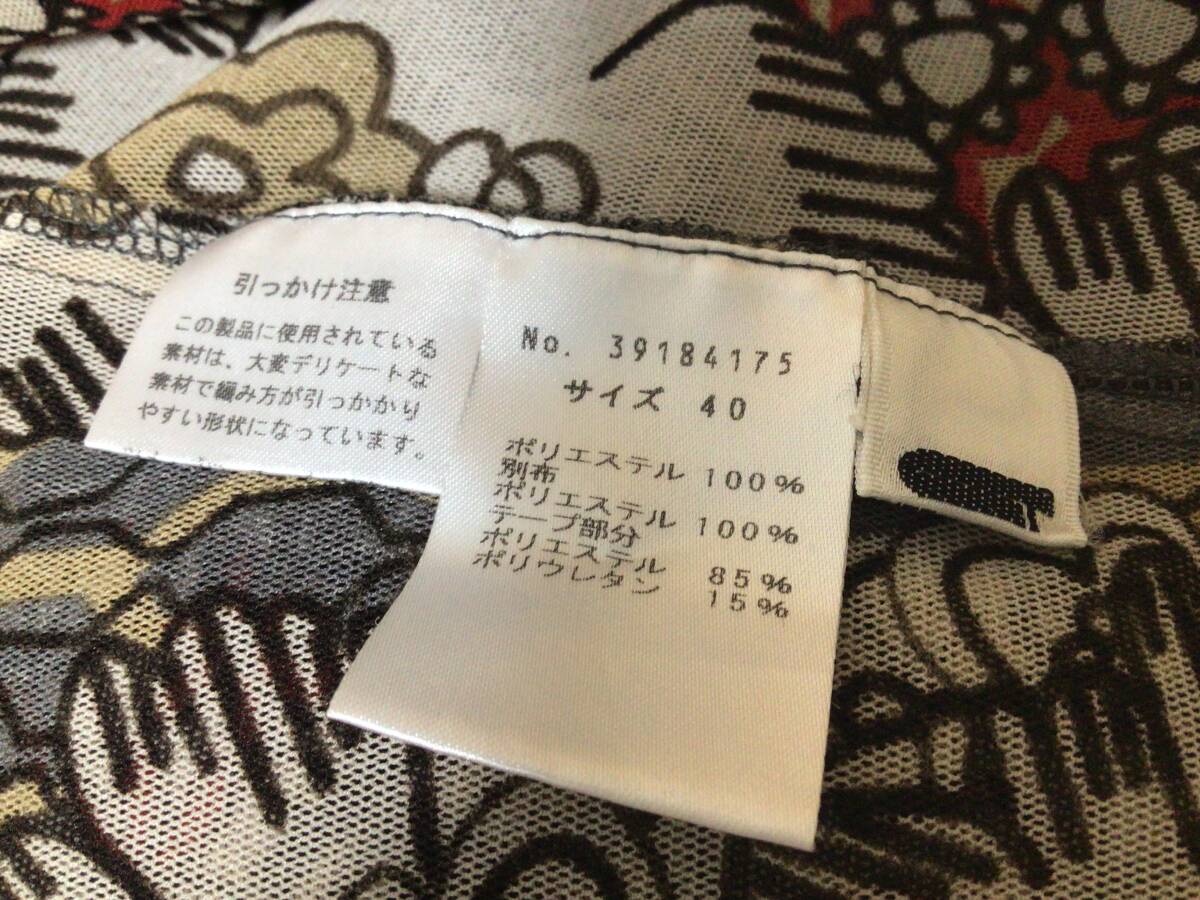 引っかけ注意
この製品に使用されている
素材は、大変デリケートな
素材で編み方が引っかかり
やすい形状になっています。
No. 39184175
サイズ 40
ポリエステル 100%
別布
ポリエステル 100%
テープ部分
ポリエステル 85%
ポリウレタン 15%